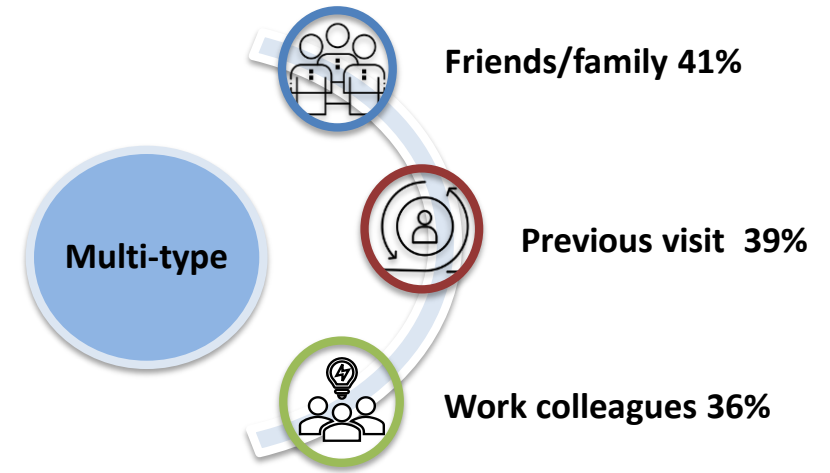 Friends/family 41%
Multi-type
Previous visit  39%
Work colleagues 36%